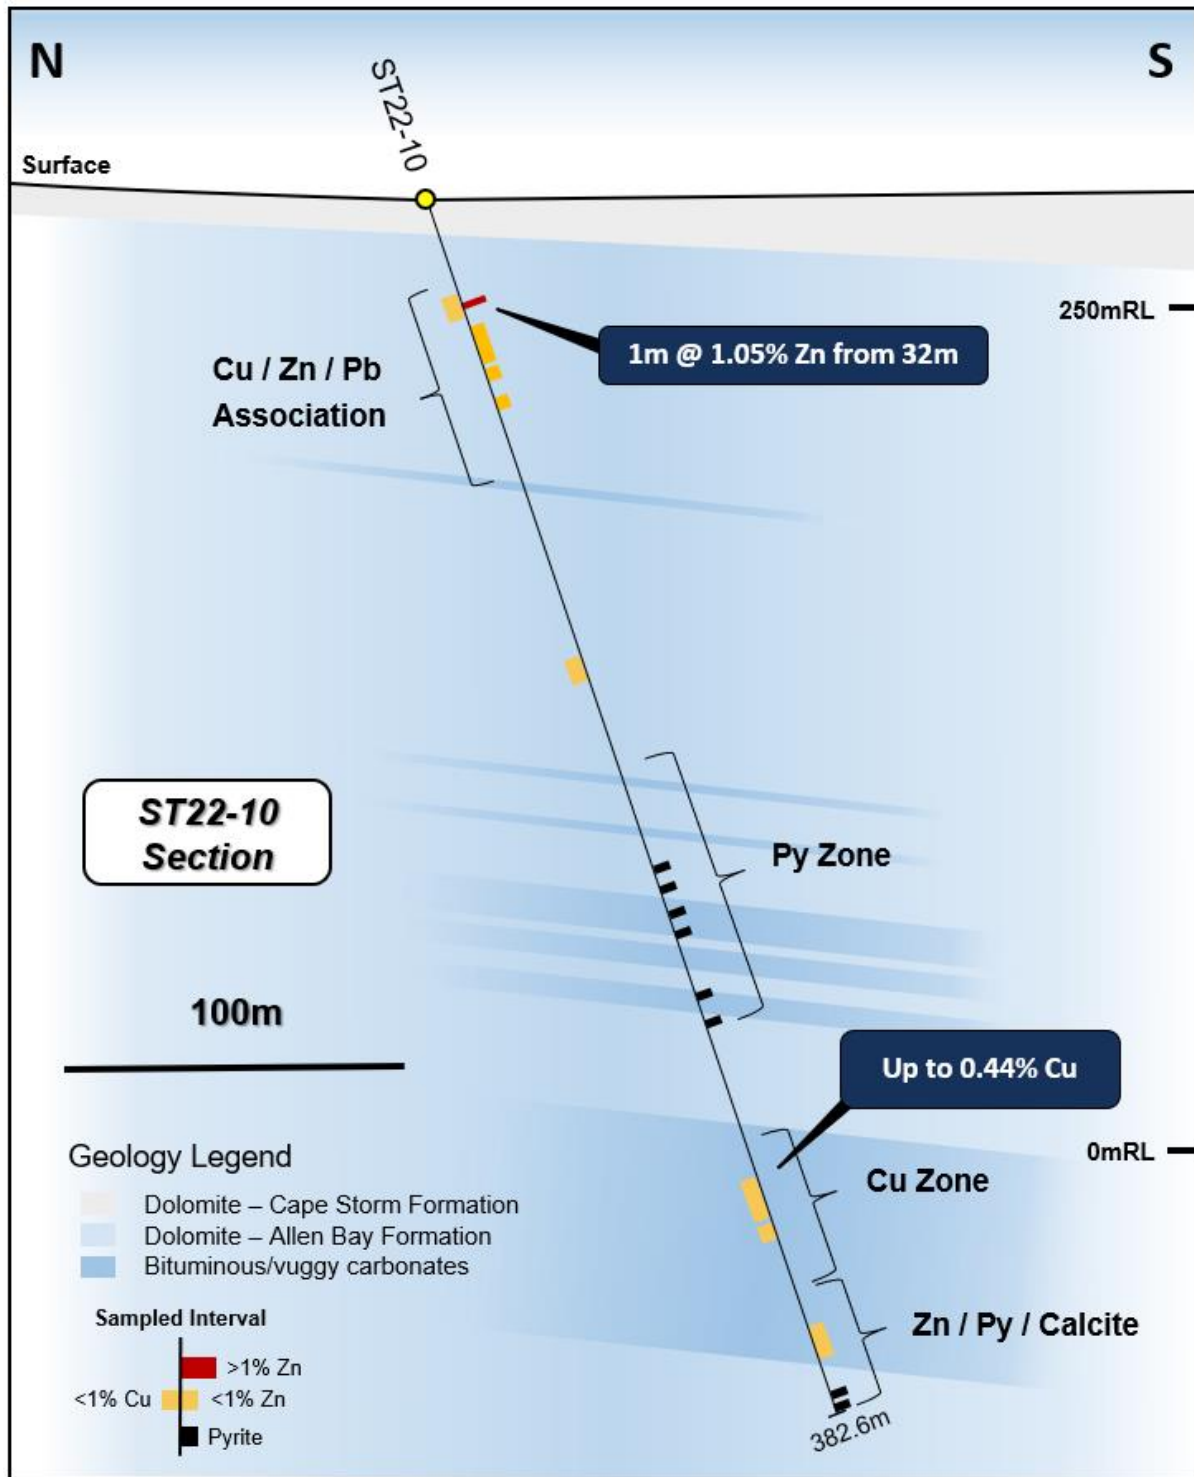 N
S
ST22-10
Surface
250mRL
1m @ 1.05% Zn from 32m
Cu / Zn / Pb
Association
ST22-10
Section
Py Zone
100m
Up to 0.44% Cu
0mRL
Cu Zone
Geology Legend
Dolomite – Cape Storm Formation
Dolomite – Allen Bay Formation
Bituminous/vuggy carbonates
Zn / Py / Calcite
Sampled Interval
>1% Zn
<1% Cu
<1% Zn
Pyrite
382.6m